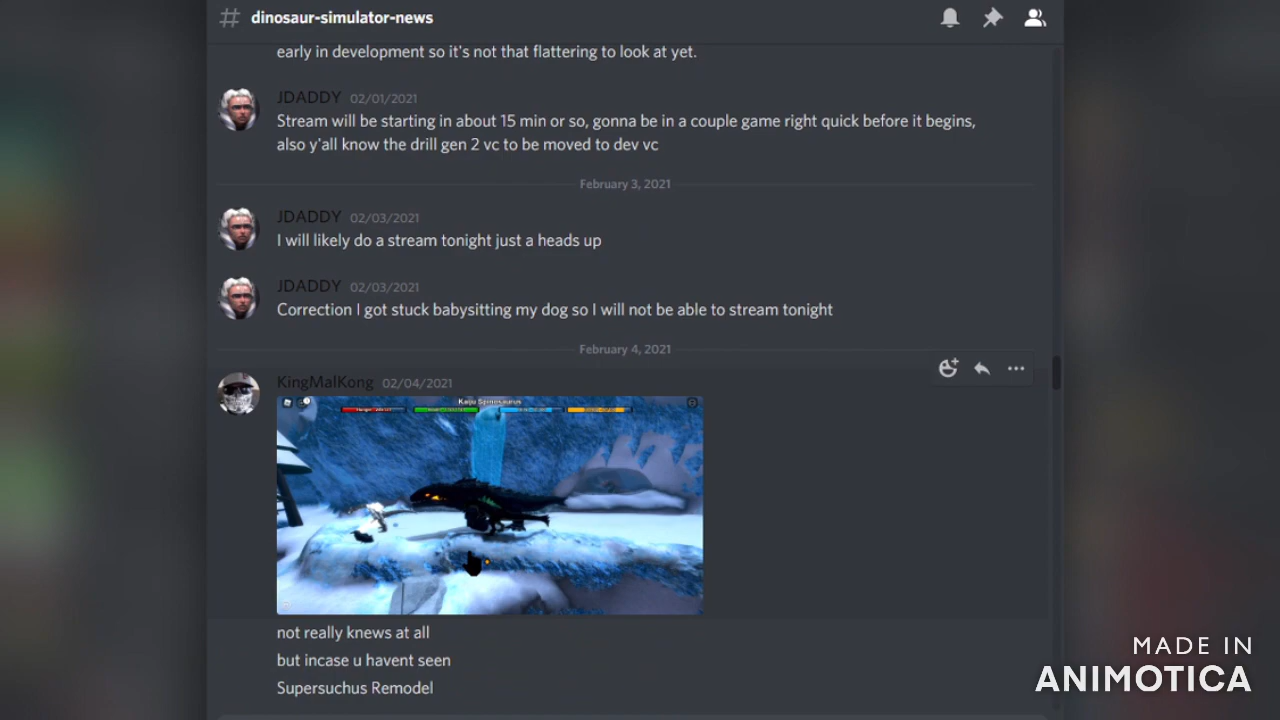 dinosaur-simulator-news
early in development so it's not that flattering to look at yet.
JDADDY 02/01/2021
Stream will be starting in about 15 min or so, gonna be in a couple game right quick before it begins,
also y'all know the drill gen 2 vc to be moved to dev vc
February 3, 2021
JDADDY 02/03/2021
I will likely do a stream tonight just a heads up
JDADDY 02/03/2021
Correction I got stuck babysitting my dog so I will not be able to stream tonight
February 4, 2021
KingMalKong 02/04/2021
Kaiju Spinosaurus
not really knews at all
but incase u havent seen
Supersuchus Remodel
MADE IN
ANIMOTICA